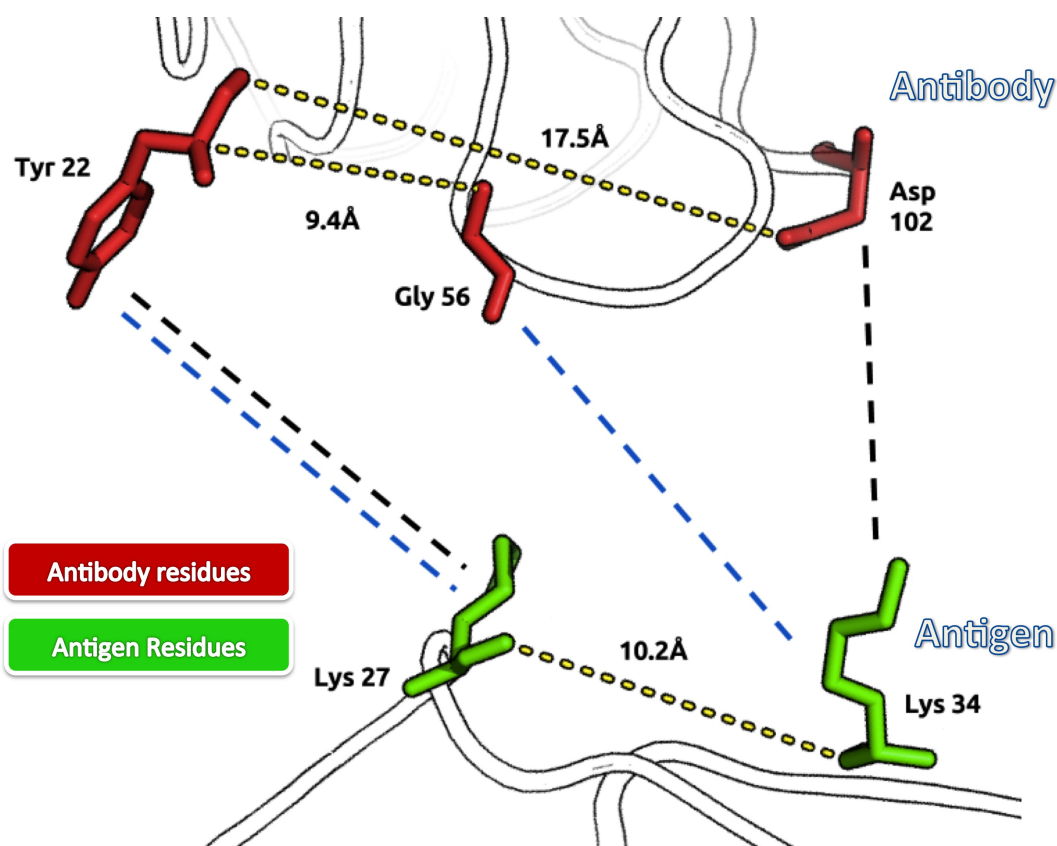 Antibody
17.5Å
Tyr 22
Asp
102
9.4Å
Gly 56
Antibody residues
Antigen Residues
Antigen
10.2Å
Lys 27
Lys 34